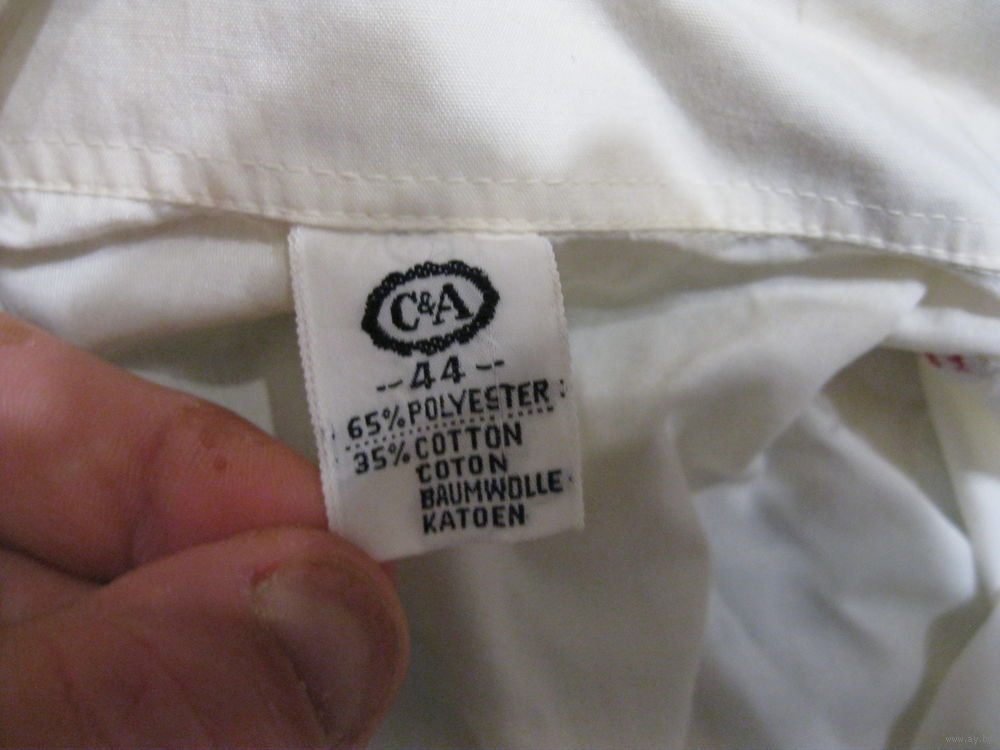 C&A
--44--
65% POLYESTER
35% COTTON
COTON
BAUMWOLLE
KATOEN